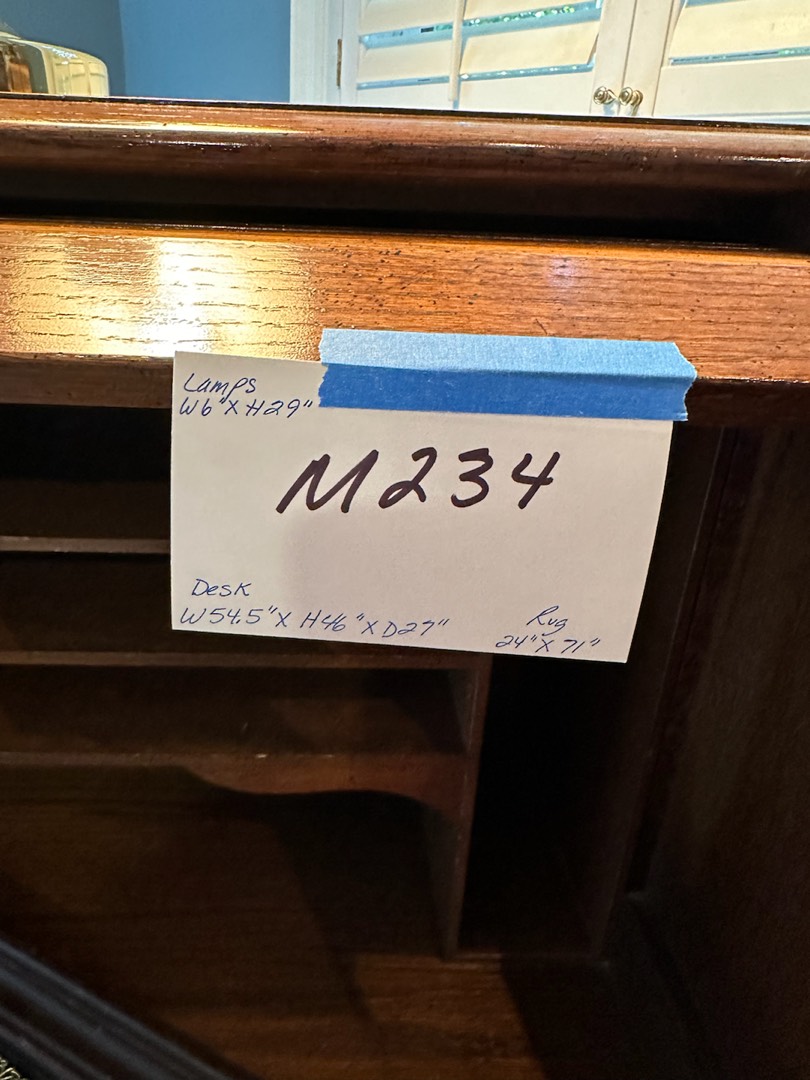 Lamps
W6" X H29"
M234
Desk
W54.5" X H46" X D27"
Rug
24" X 71"